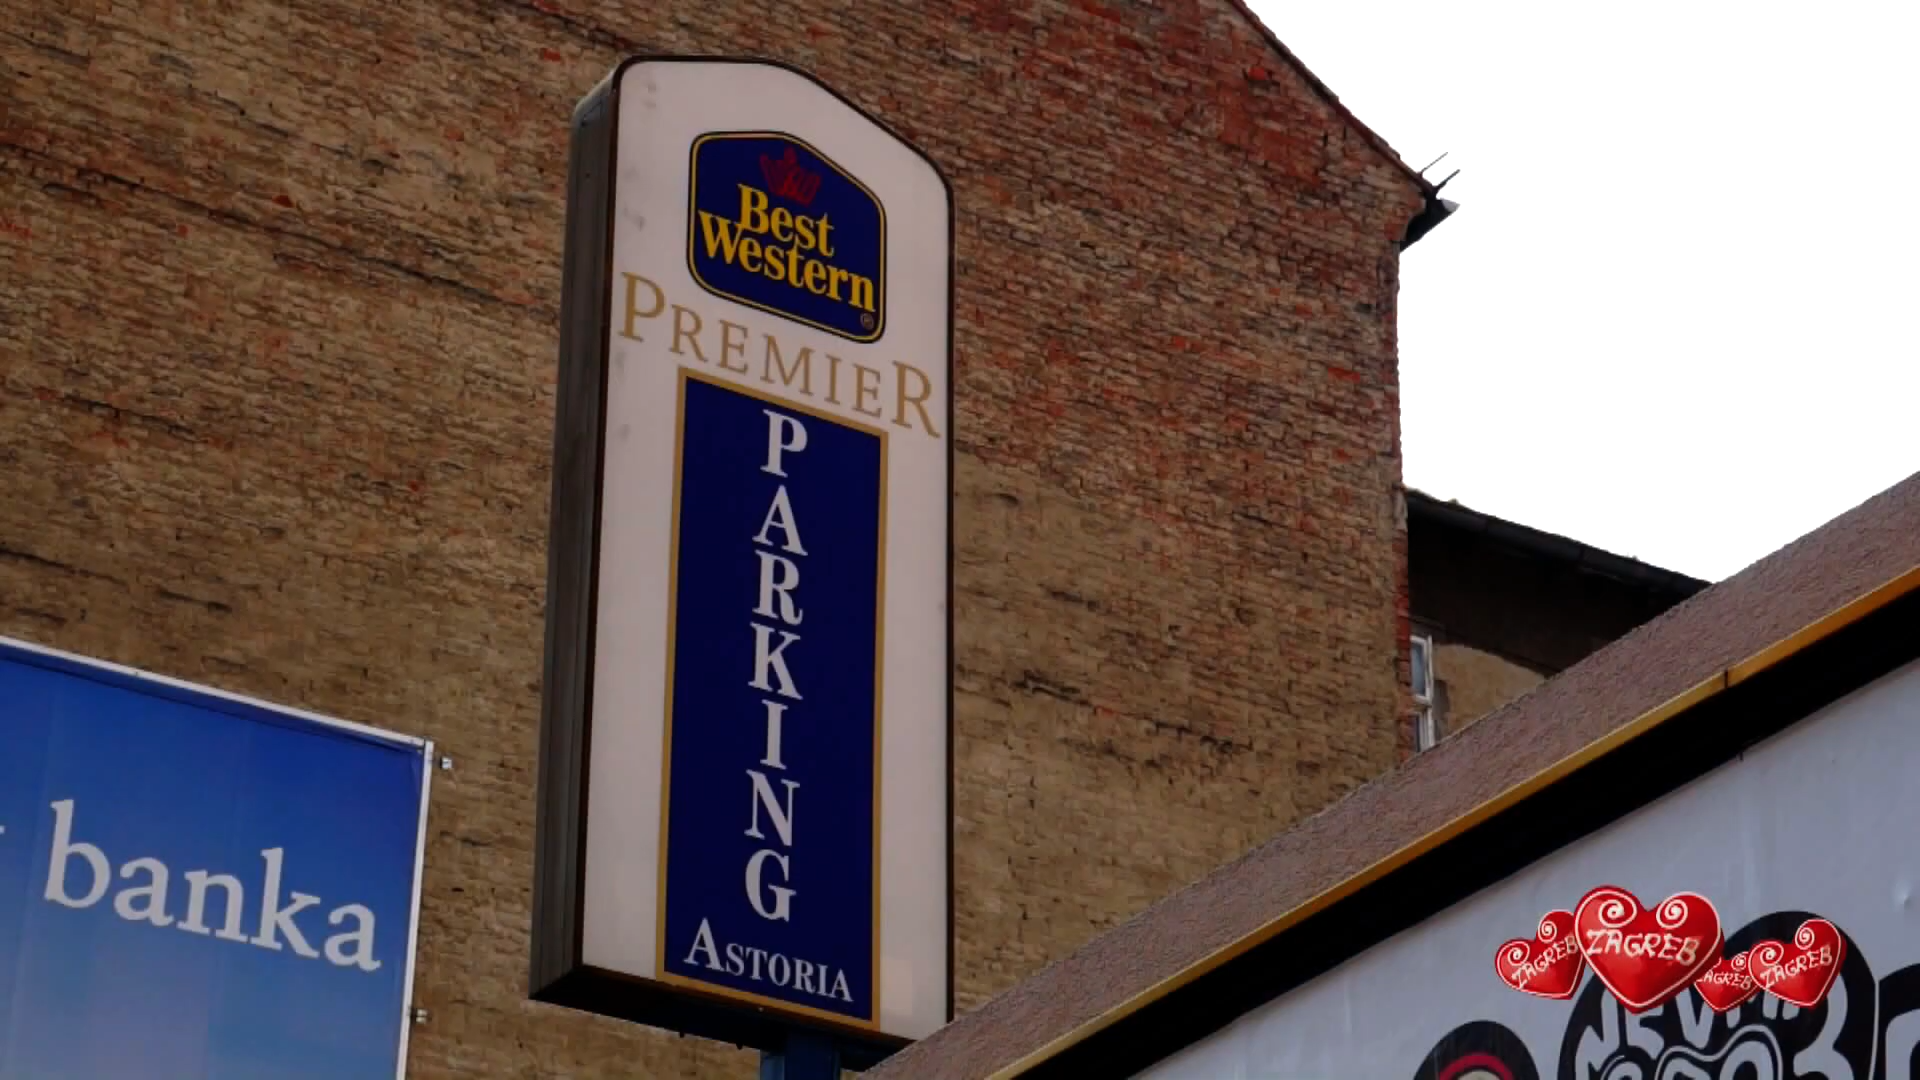 Best
Western
®
PREMIER
PARKING
ASTORIA
banka
ZAGREB
ZAGREB
ZAGREB
ZAGREB